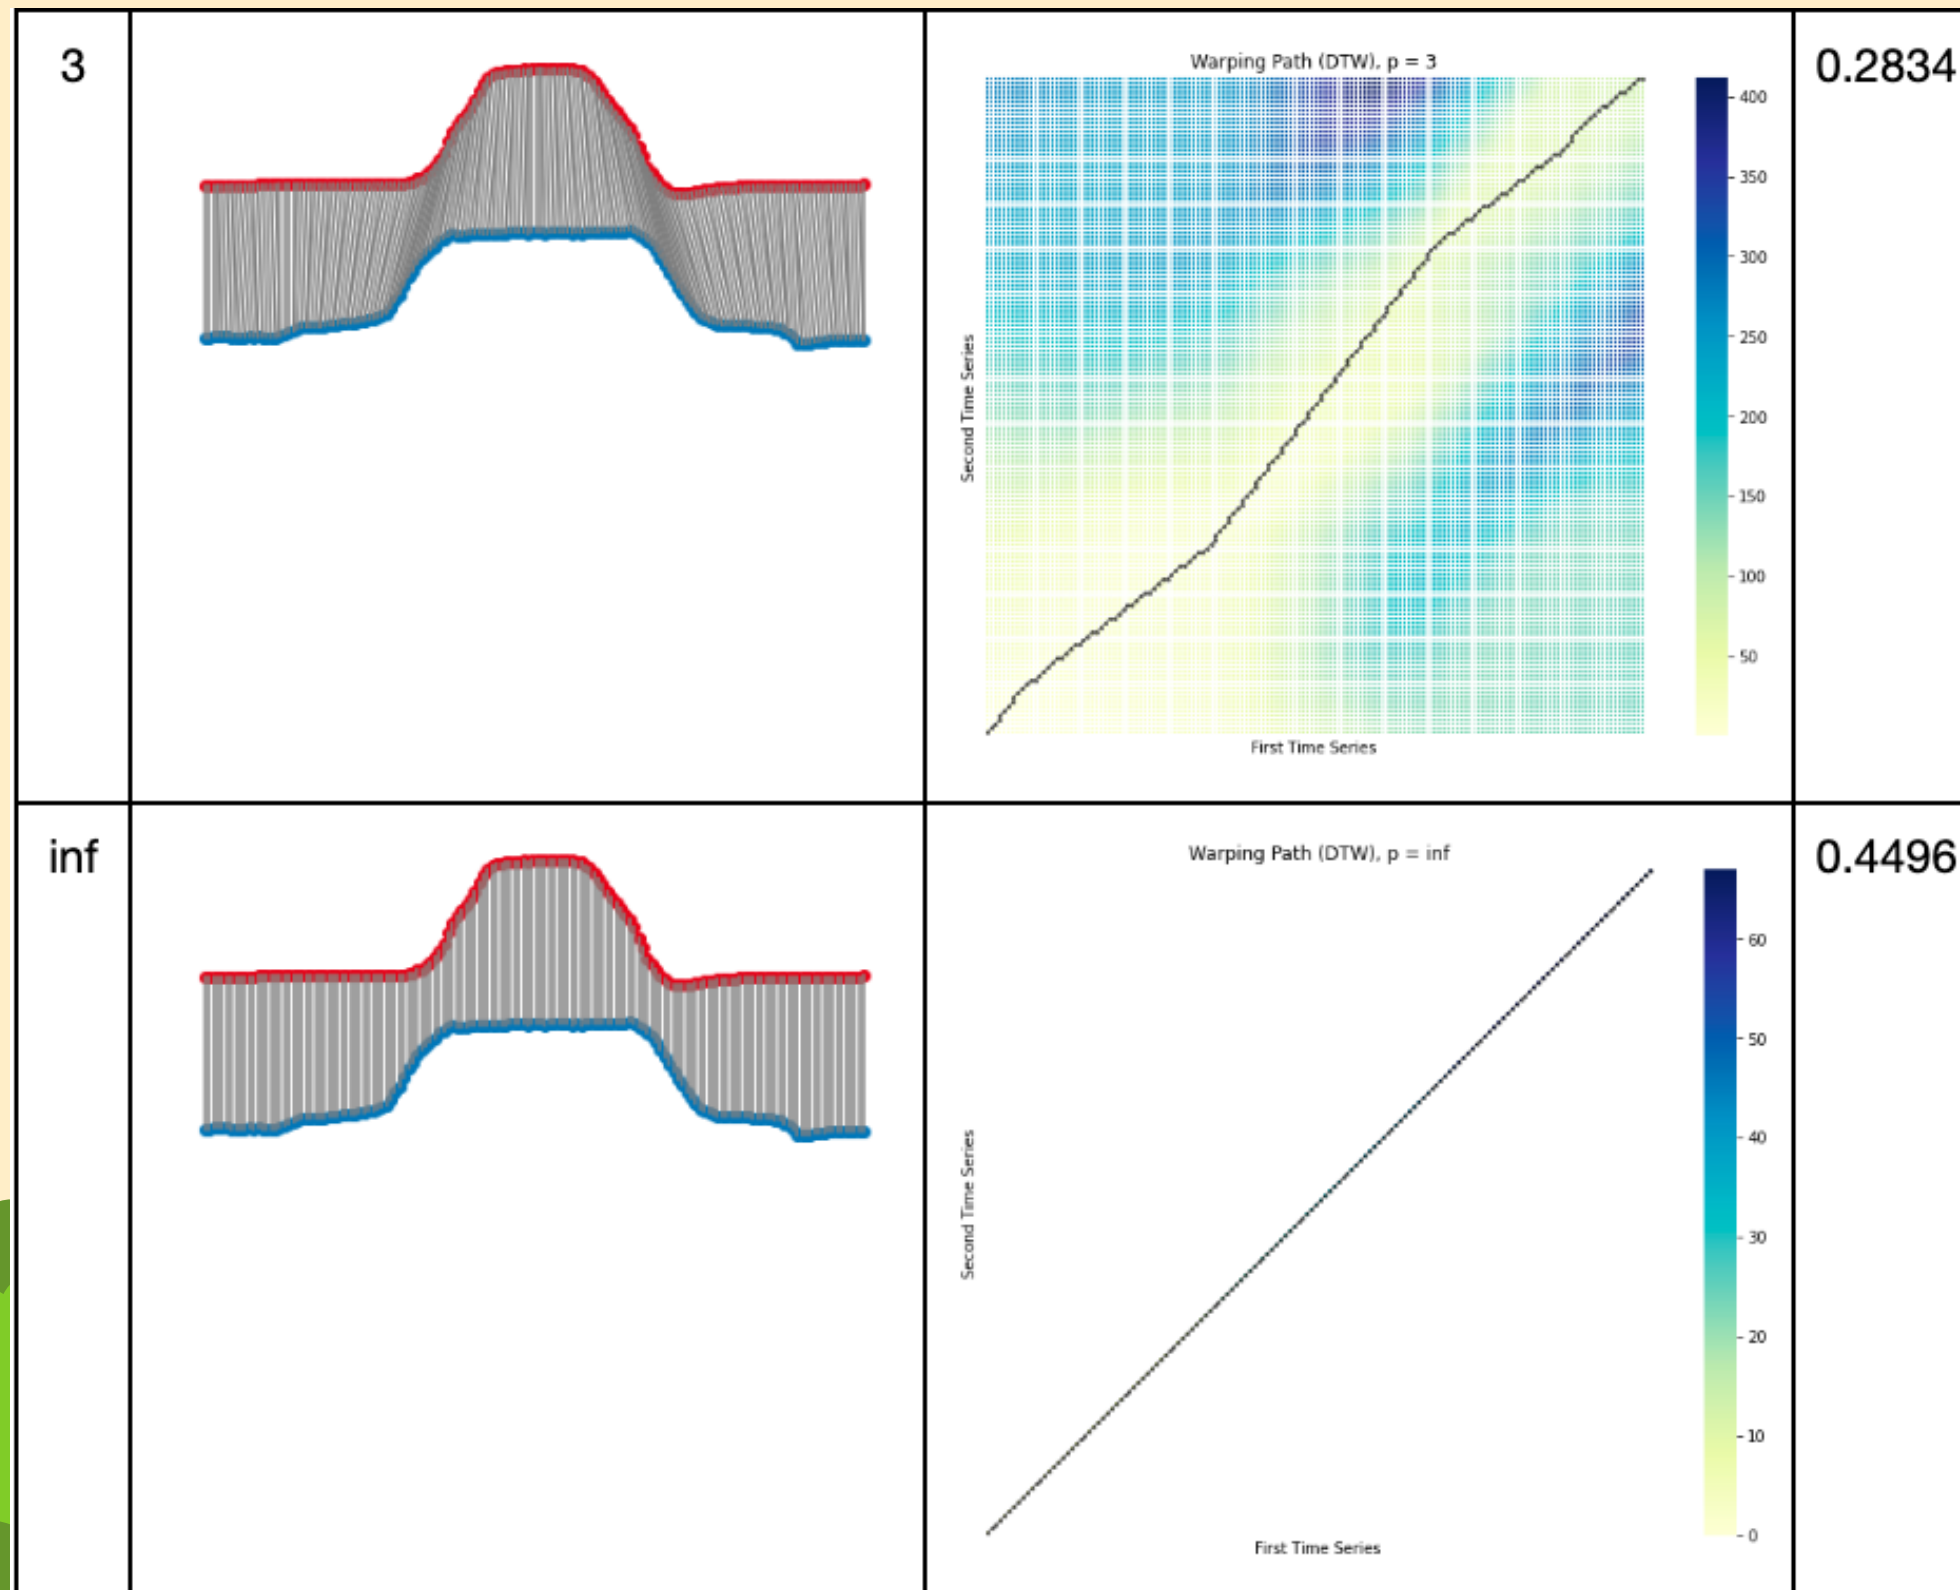 3
Warping Path (DTW), p = 3
0.2834
400
350
300
250
200
150
100
50
Second Time Series
First Time Series
inf
Warping Path (DTW), p = inf
0.4496
60
50
40
30
20
10
0
Second Time Series
First Time Series